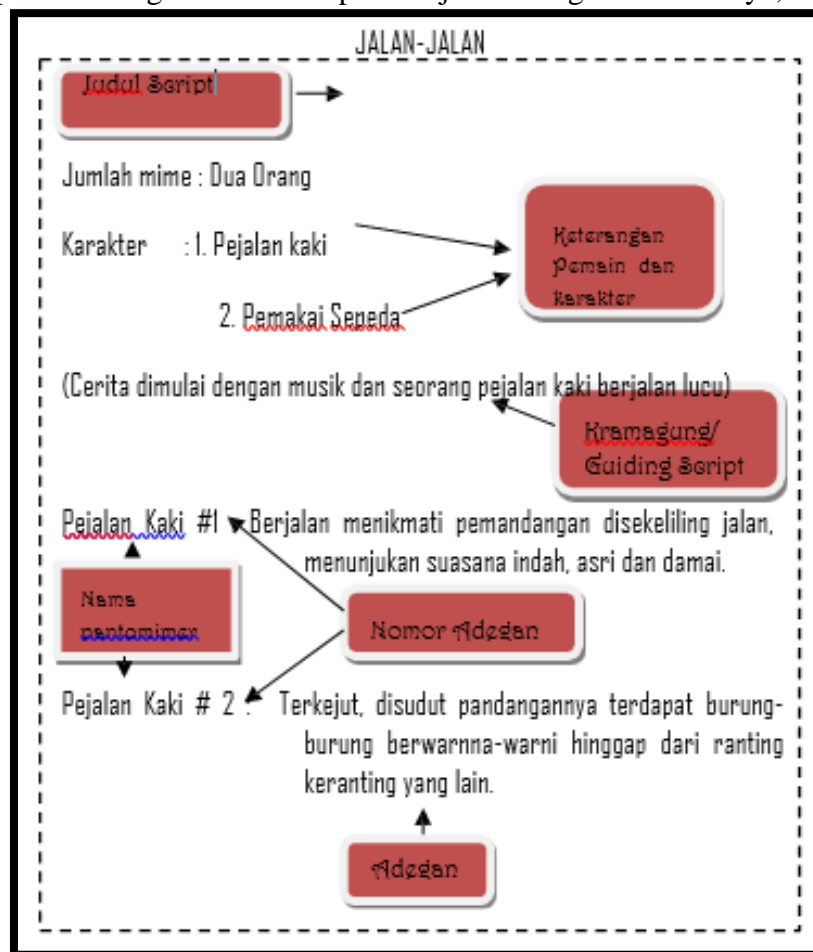 JALAN-JALAN
Judul Script
Jumlah mime : Dua Orang
Karakter : 1. Pejalan kaki
2. Pemakai Sepeda
Keterangan
Pemain dan
karakter
(Cerita dimulai dengan musik dan seorang pejalan kaki berjalan lucu)
Kramagung/
Guiding Script
Pejalan Kaki #1 Berjalan menikmati pemandangan disekeliling jalan,
menunjukan suasana indah, asri dan damai.
Nama
pantomimer
Nomor Adegan
Pejalan Kaki # 2 : Terkejut, disudut pandangannya terdapat burung-
burung berwarnna-warni hinggap dari ranting
keranting yang lain.
Adegan